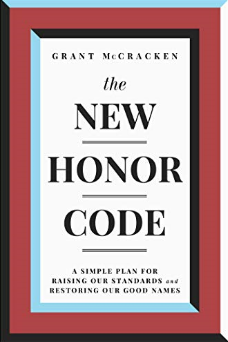 GRANT McCRACKEN
the
NEW
HONOR
CODE
A SIMPLE PLAN FOR
RAISING OUR STANDARDS and
RESTORING OUR GOOD NAMES